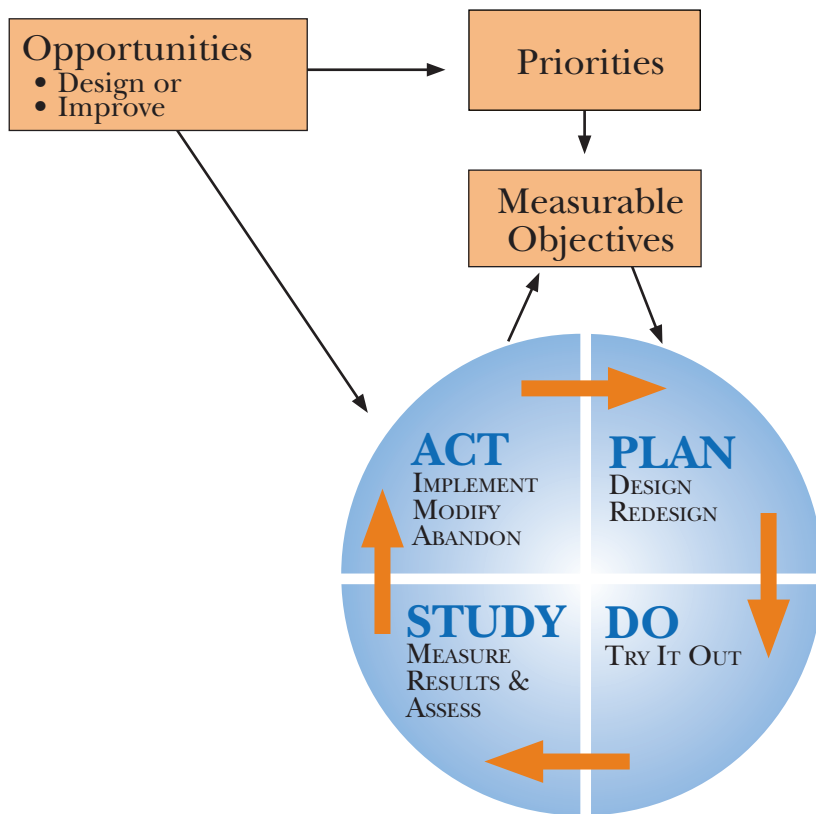 Opportunities
• Design or
• Improve
Priorities
Measurable
Objectives
ACT
IMPLEMENT
MODIFY
ABANDON
PLAN
DESIGN
REDESIGN
STUDY
MEASURE
RESULTS &
ASSESS
DO
TRY IT OUT